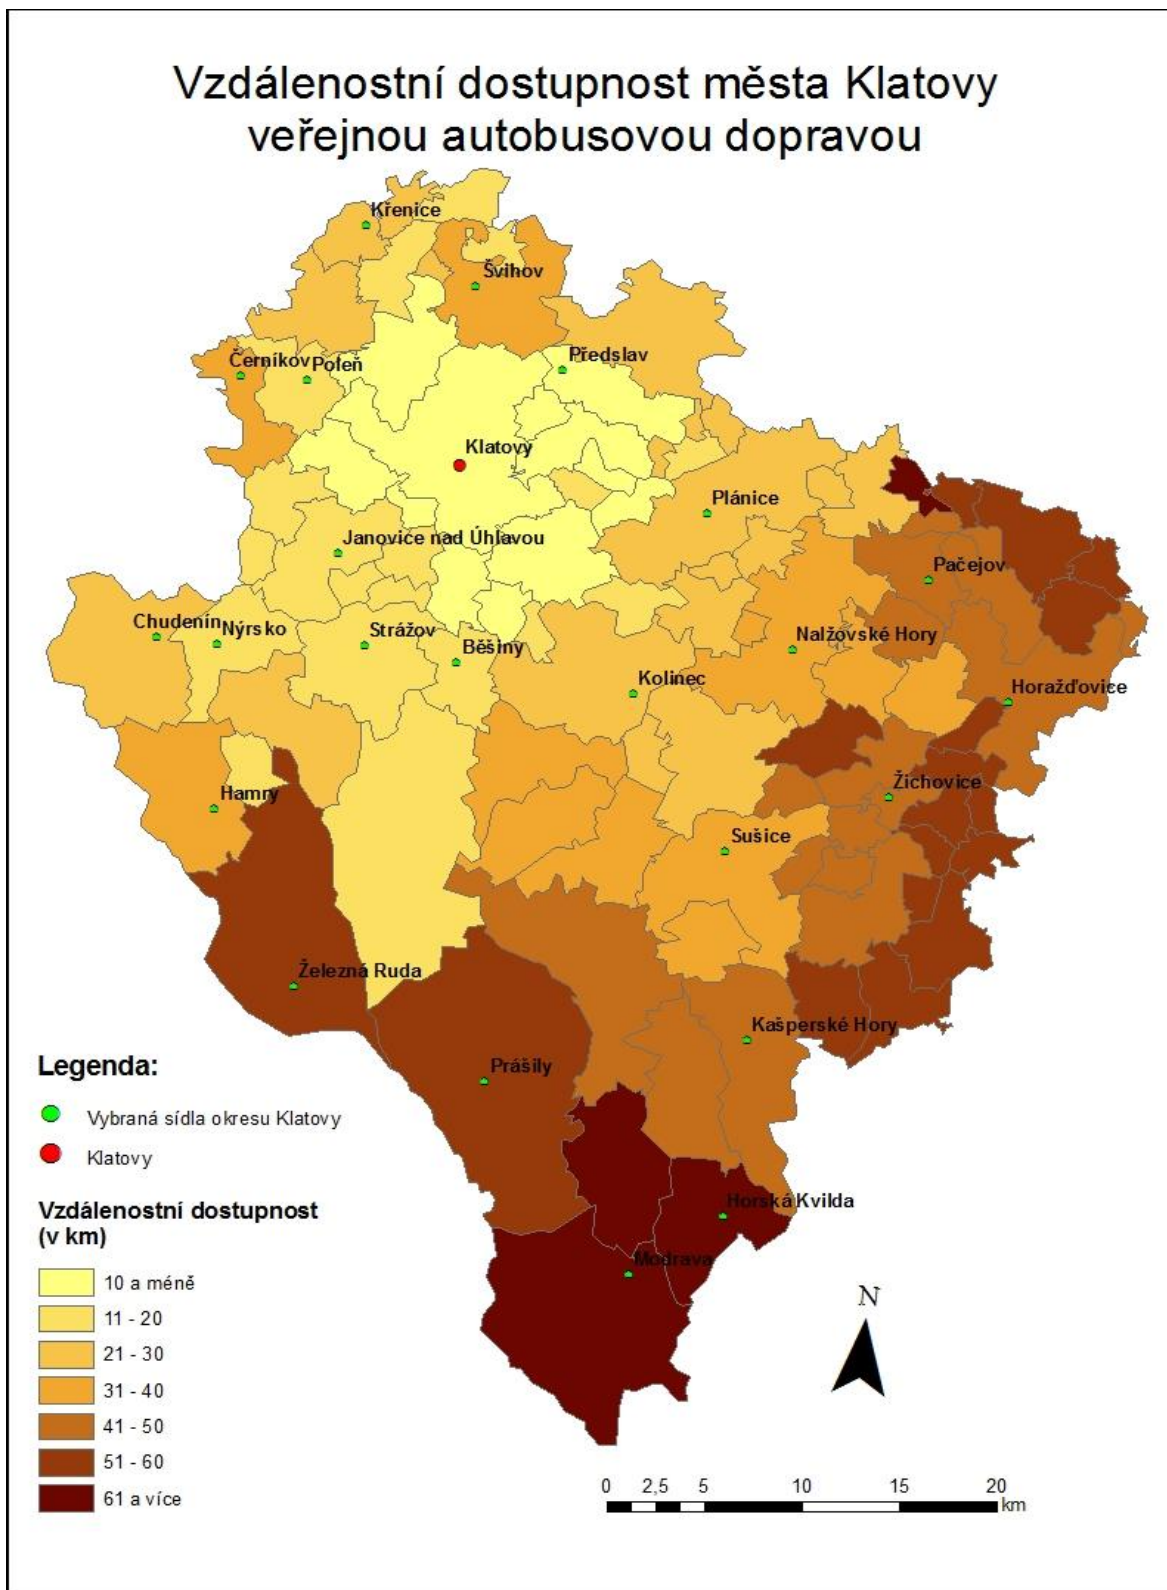 Vzdálenostní dostupnost města Klatovy
veřejnou autobusovou dopravou
Křenice
Švihov
Černíkov
Poleň
Předslav
Klatovy
Plánice
Janovice nad Úhlavou
Pačejov
Chudenín
Nýrsko
Strážov
Běšiny
Nalžovské Hory
Kolinec
Horažďovice
Hamry
Žichovice
Sušice
Železná Ruda
Kašperské Hory
Prášily
Horská Kvilda
Modrava
Legenda:
Vybraná sídla okresu Klatovy
Klatovy
Vzdálenostní dostupnost
(v km)
10 a méně
11 - 20
21 - 30
31 - 40
41 - 50
51 - 60
61 a více
N
0 2,5 5 10 15 20
km